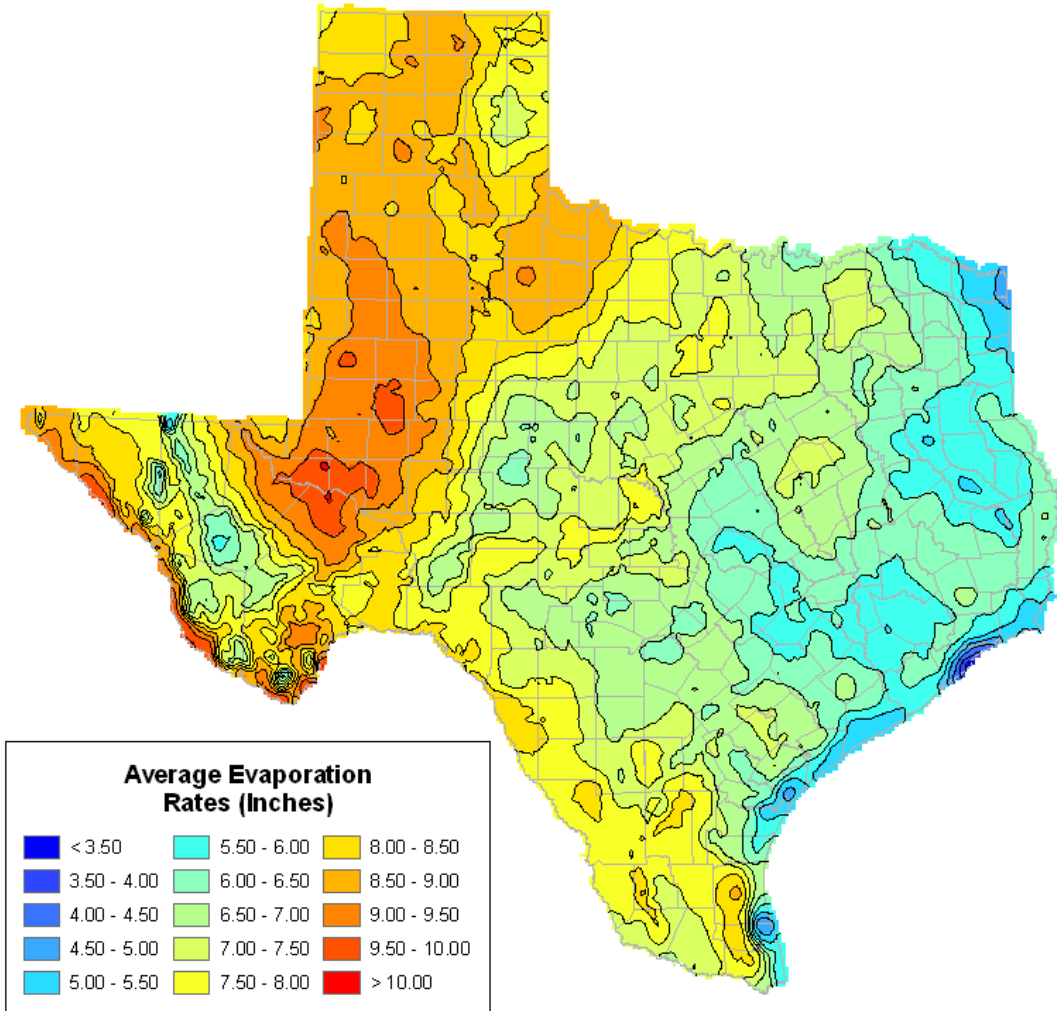 Average Evaporation
Rates (Inches)
< 3.50
3.50 - 4.00
4.00 - 4.50
4.50 - 5.00
5.00 - 5.50
5.50 - 6.00
6.00 - 6.50
6.50 - 7.00
7.00 - 7.50
7.50 - 8.00
8.00 - 8.50
8.50 - 9.00
9.00 - 9.50
9.50 - 10.00
> 10.00